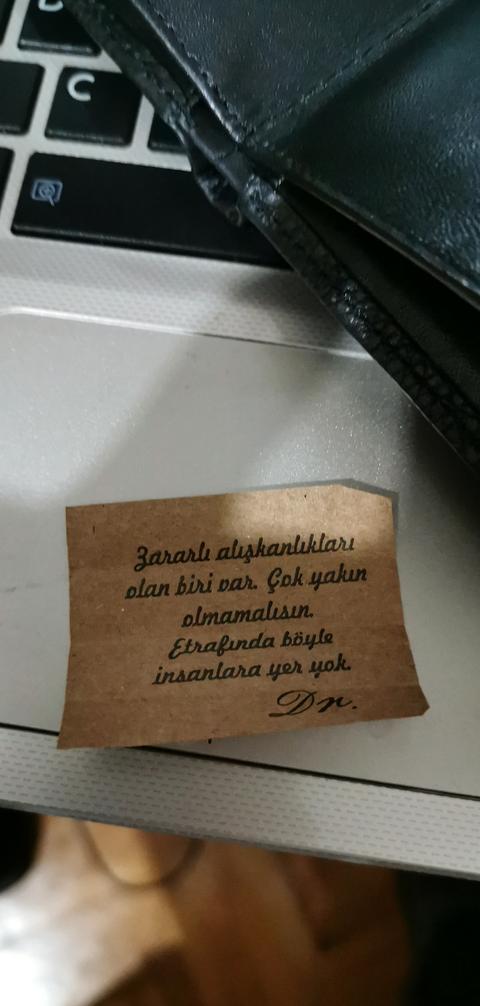 D
C
Zararlı alışkanlıkları
olan biri var. Çok yakın
olmamalısın.
Etrafında böyle
insanlara yer yok.
Dr.